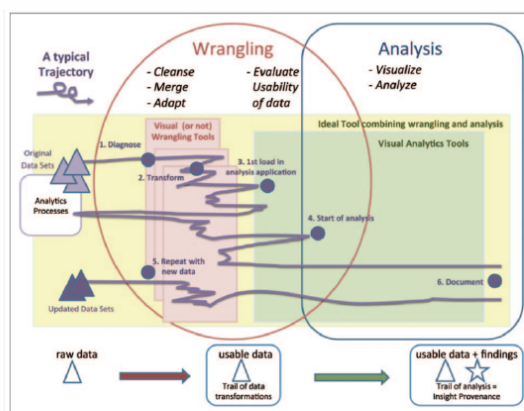 Wrangling
Analysis
A typical
Trajectory
- Cleanse
- Merge
- Adapt
- Evaluate
Usability
of data
- Visualize
- Analyze
Ideal Tool combining wrangling and analysis
Visual (or not)
Wrangling Tools
Visual Analytics Tools
Original
Data Sets
1. Diagnose
2. Transform
3. 1st load in
analysis application
Analytics
Processes
4. Start of analysis
5. Repeat with
new data
6. Document
Updated Data Sets
raw data
usable data
Trail of data
transformations
usable data + findings
Trail of analysis =
Insight Provenance